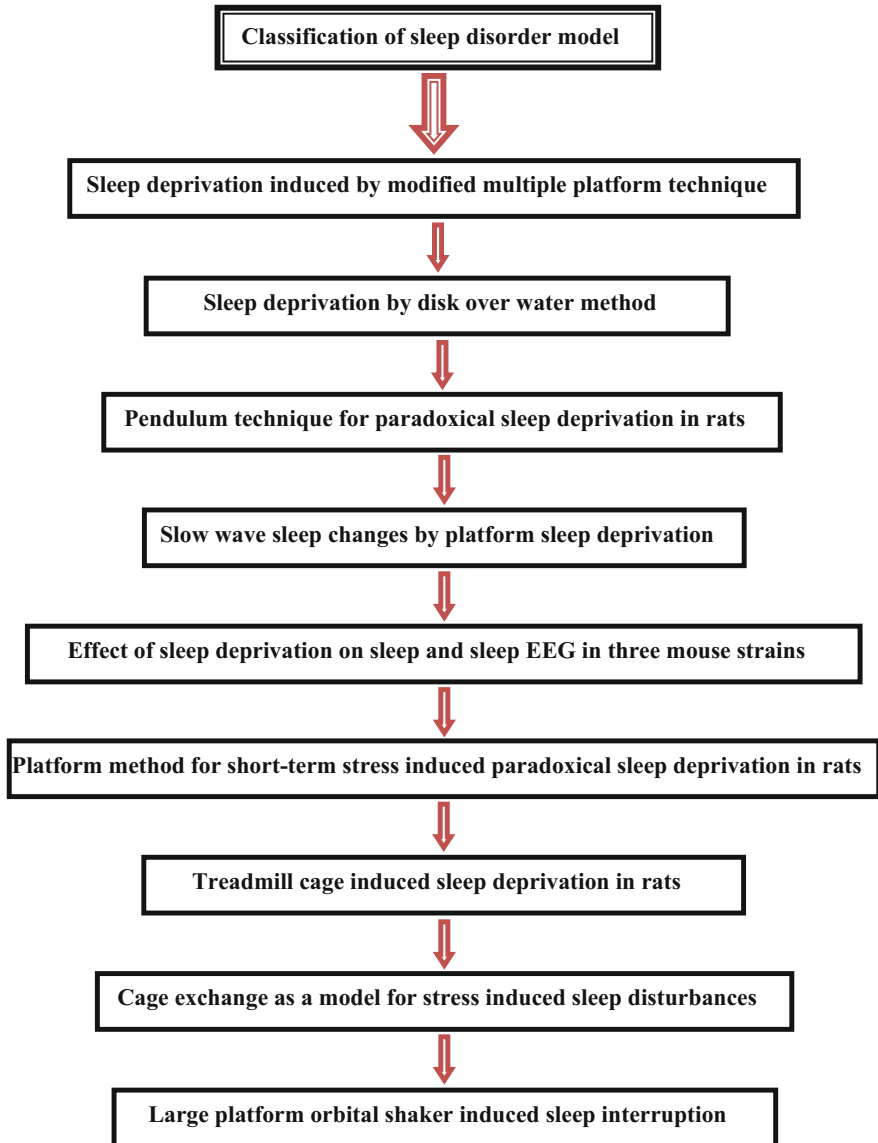 Classification of sleep disorder model
Sleep deprivation induced by modified multiple platform technique
Sleep deprivation by disk over water method
Pendulum technique for paradoxical sleep deprivation in rats
Slow wave sleep changes by platform sleep deprivation
Effect of sleep deprivation on sleep and sleep EEG in three mouse strains
Platform method for short-term stress induced paradoxical sleep deprivation in rats
Treadmill cage induced sleep deprivation in rats
Cage exchange as a model for stress induced sleep disturbances
Large platform orbital shaker induced sleep interruption